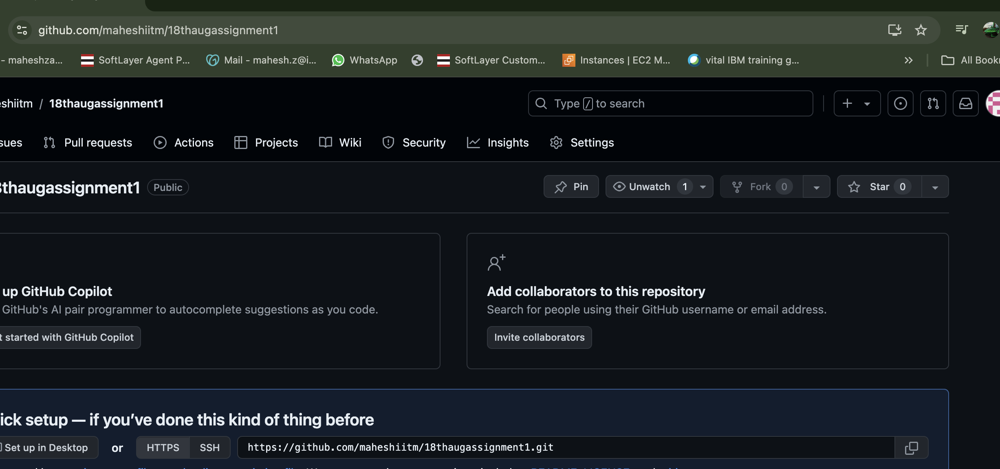 github.com/maheshiitm/18thaugassignment1
- maheshza... SoftLayer Agent P... Mail - mahesh.z@i... WhatsApp SoftLayer Custom... Instances | EC2 M... vital IBM training g... » All Bookr
eshiitm / 18thaugassignment1 Type / to search
sues Pull requests Actions Projects Wiki Security Insights Settings
8thaugassignment1 Public Pin Unwatch 1 Fork 0 Star 0
up GitHub Copilot
GitHub's AI pair programmer to autocomplete suggestions as you code.
t started with GitHub Copilot
Add collaborators to this repository
Search for people using their GitHub username or email address.
Invite collaborators
ick setup — if you’ve done this kind of thing before
Set up in Desktop or HTTPS SSH https://github.com/maheshiitm/18thaugassignment1.git